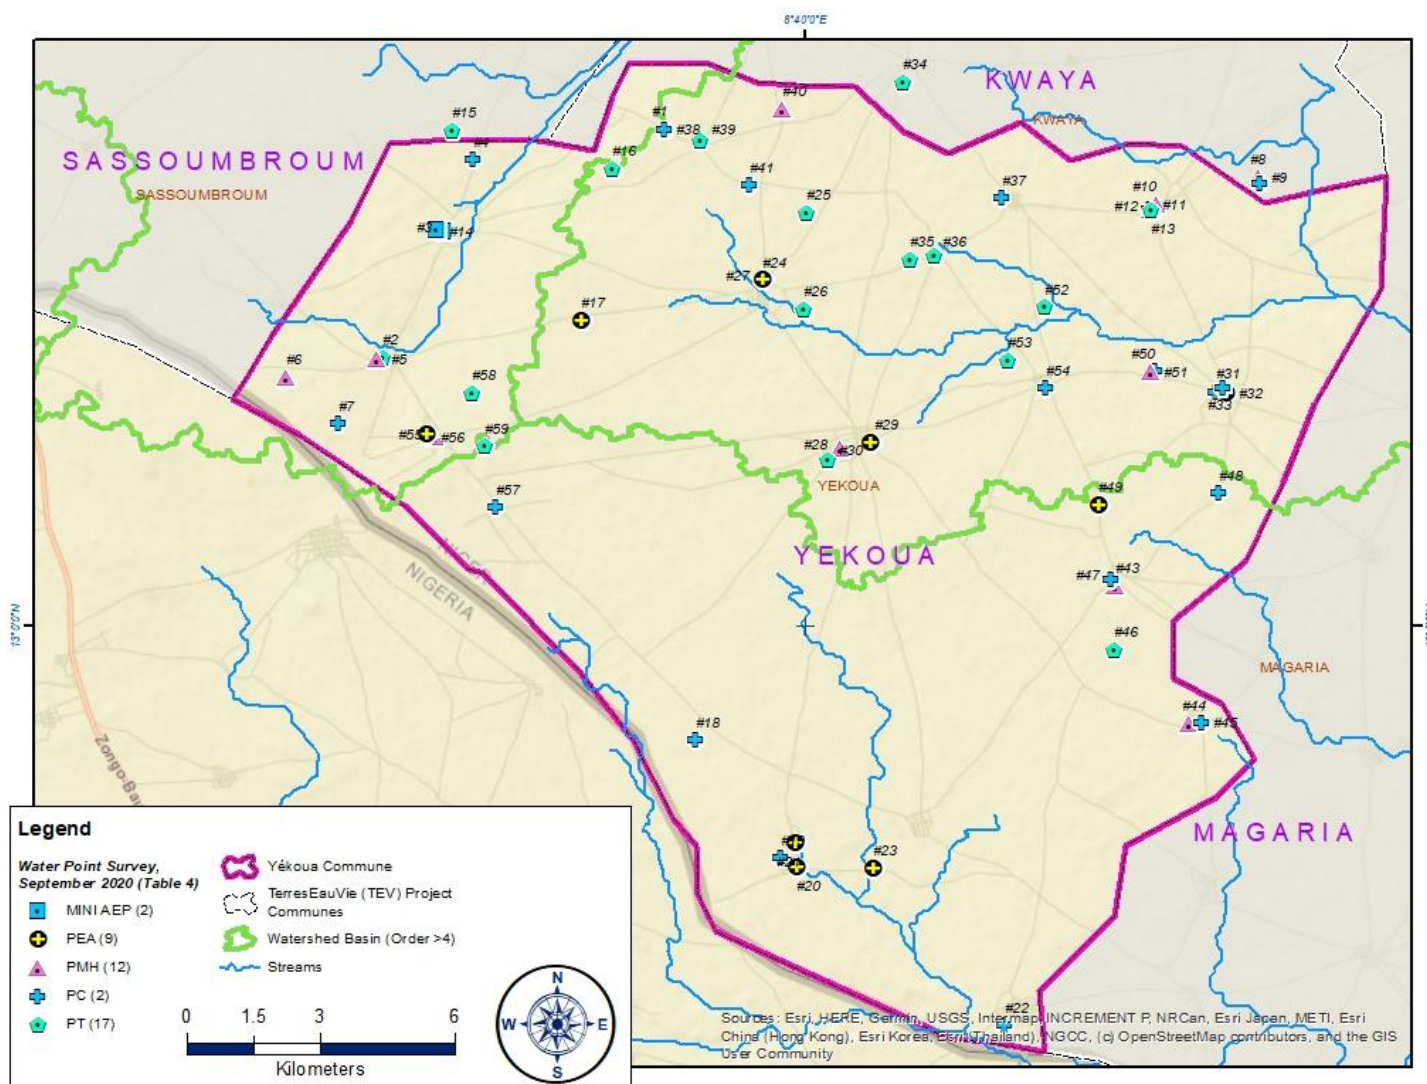 8°40'0"E
#34
KWAYA
#40
#15
#1
#38
#39
KWAYA
#4
SASSOUMBROUM
#16
#8
#41
#37
#9
SASSOUMBROUM
#10
#25
#12
#11
#3
#14
#13
#35
#36
#24
#27
#17
#26
#52
#2
#5
#53
#6
#50
#51
#31
#58
#54
#32
#33
#7
#55
#56
#59
#28
#30
#29
#57
YEKOUA
#48
#49
NIGER
YEKOUA
NIGERIA
#47
#43
13°0'0"N
#46
MAGARIA
#44
#45
#18
MAGARIA
#20
#23
#22
Legend
Water Point Survey,
September 2020 (Table 4)
MINI AEP (2)
PEA (9)
PMH (12)
PC (2)
PT (17)
Yékoua Commune
TerresEauVie (TEV) Project
Communes
Watershed Basin (Order >4)
Streams
0 1.5 3 6
Kilometers
N
W E
S
Sources: Esri, HERE, Garmin, USGS, Intermap, INCREMENT P, NRCan, Esri Japan, METI, Esri
China (Hong Kong), Esri Korea, Esri (Thailand), NGCC, (c) OpenStreetMap contributors, and the GIS
User Community